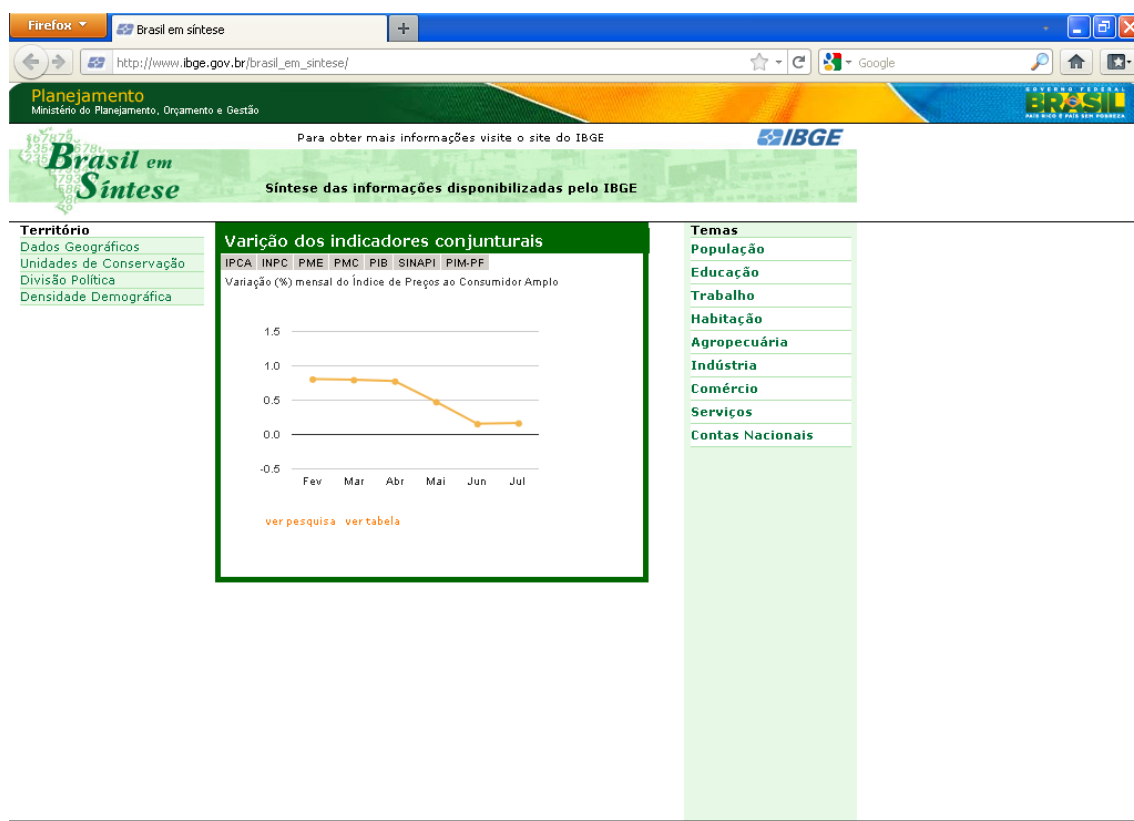 Firefox
Brasil em síntese
http://www.ibge.gov.br/brasil_em_sintese/
Google
Planejamento
Ministério do Planejamento, Orçamento e Gestão
GOVERNO FEDERAL
BRASIL
PAÍS RICO É PAÍS SEM POBREZA
Brasil em
Síntese
Para obter mais informações visite o site do IBGE
IBGE
Síntese das informações disponibilizadas pelo IBGE
Território
Dados Geográficos
Unidades de Conservação
Divisão Política
Densidade Demográfica
Varição dos indicadores conjunturais
IPCA INPC PME PMC PIB SINAPI PIM-PF
Variação (%) mensal do Índice de Preços ao Consumidor Amplo
1.5
1.0
0.5
0.0
-0.5
Fev Mar Abr Mai Jun Jul
ver pesquisa ver tabela
Temas
População
Educação
Trabalho
Habitação
Agropecuária
Indústria
Comércio
Serviços
Contas Nacionais